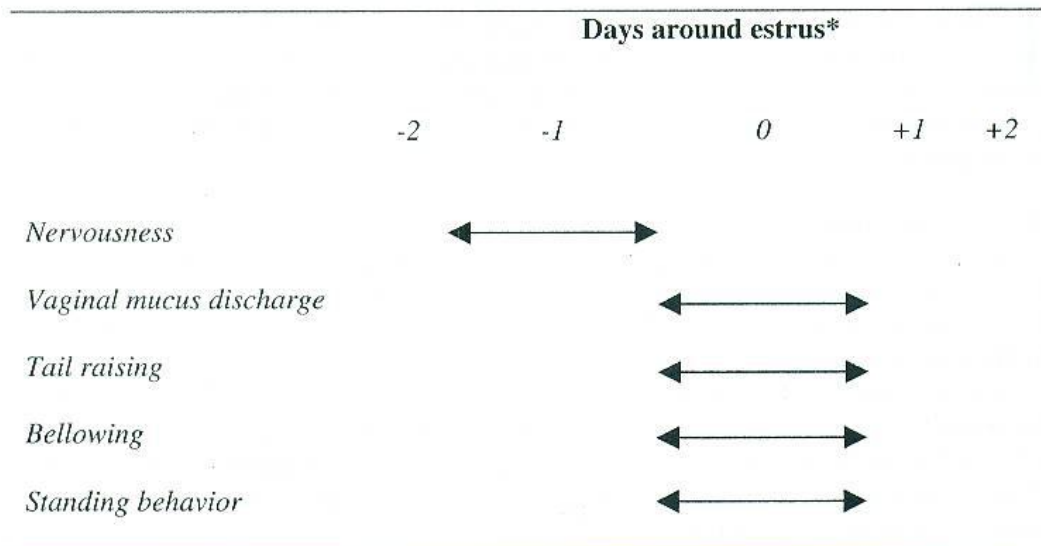 Days around estrus*
-2 -1 0 +1 +2
Nervousness
Vaginal mucus discharge
Tail raising
Bellowing
Standing behavior